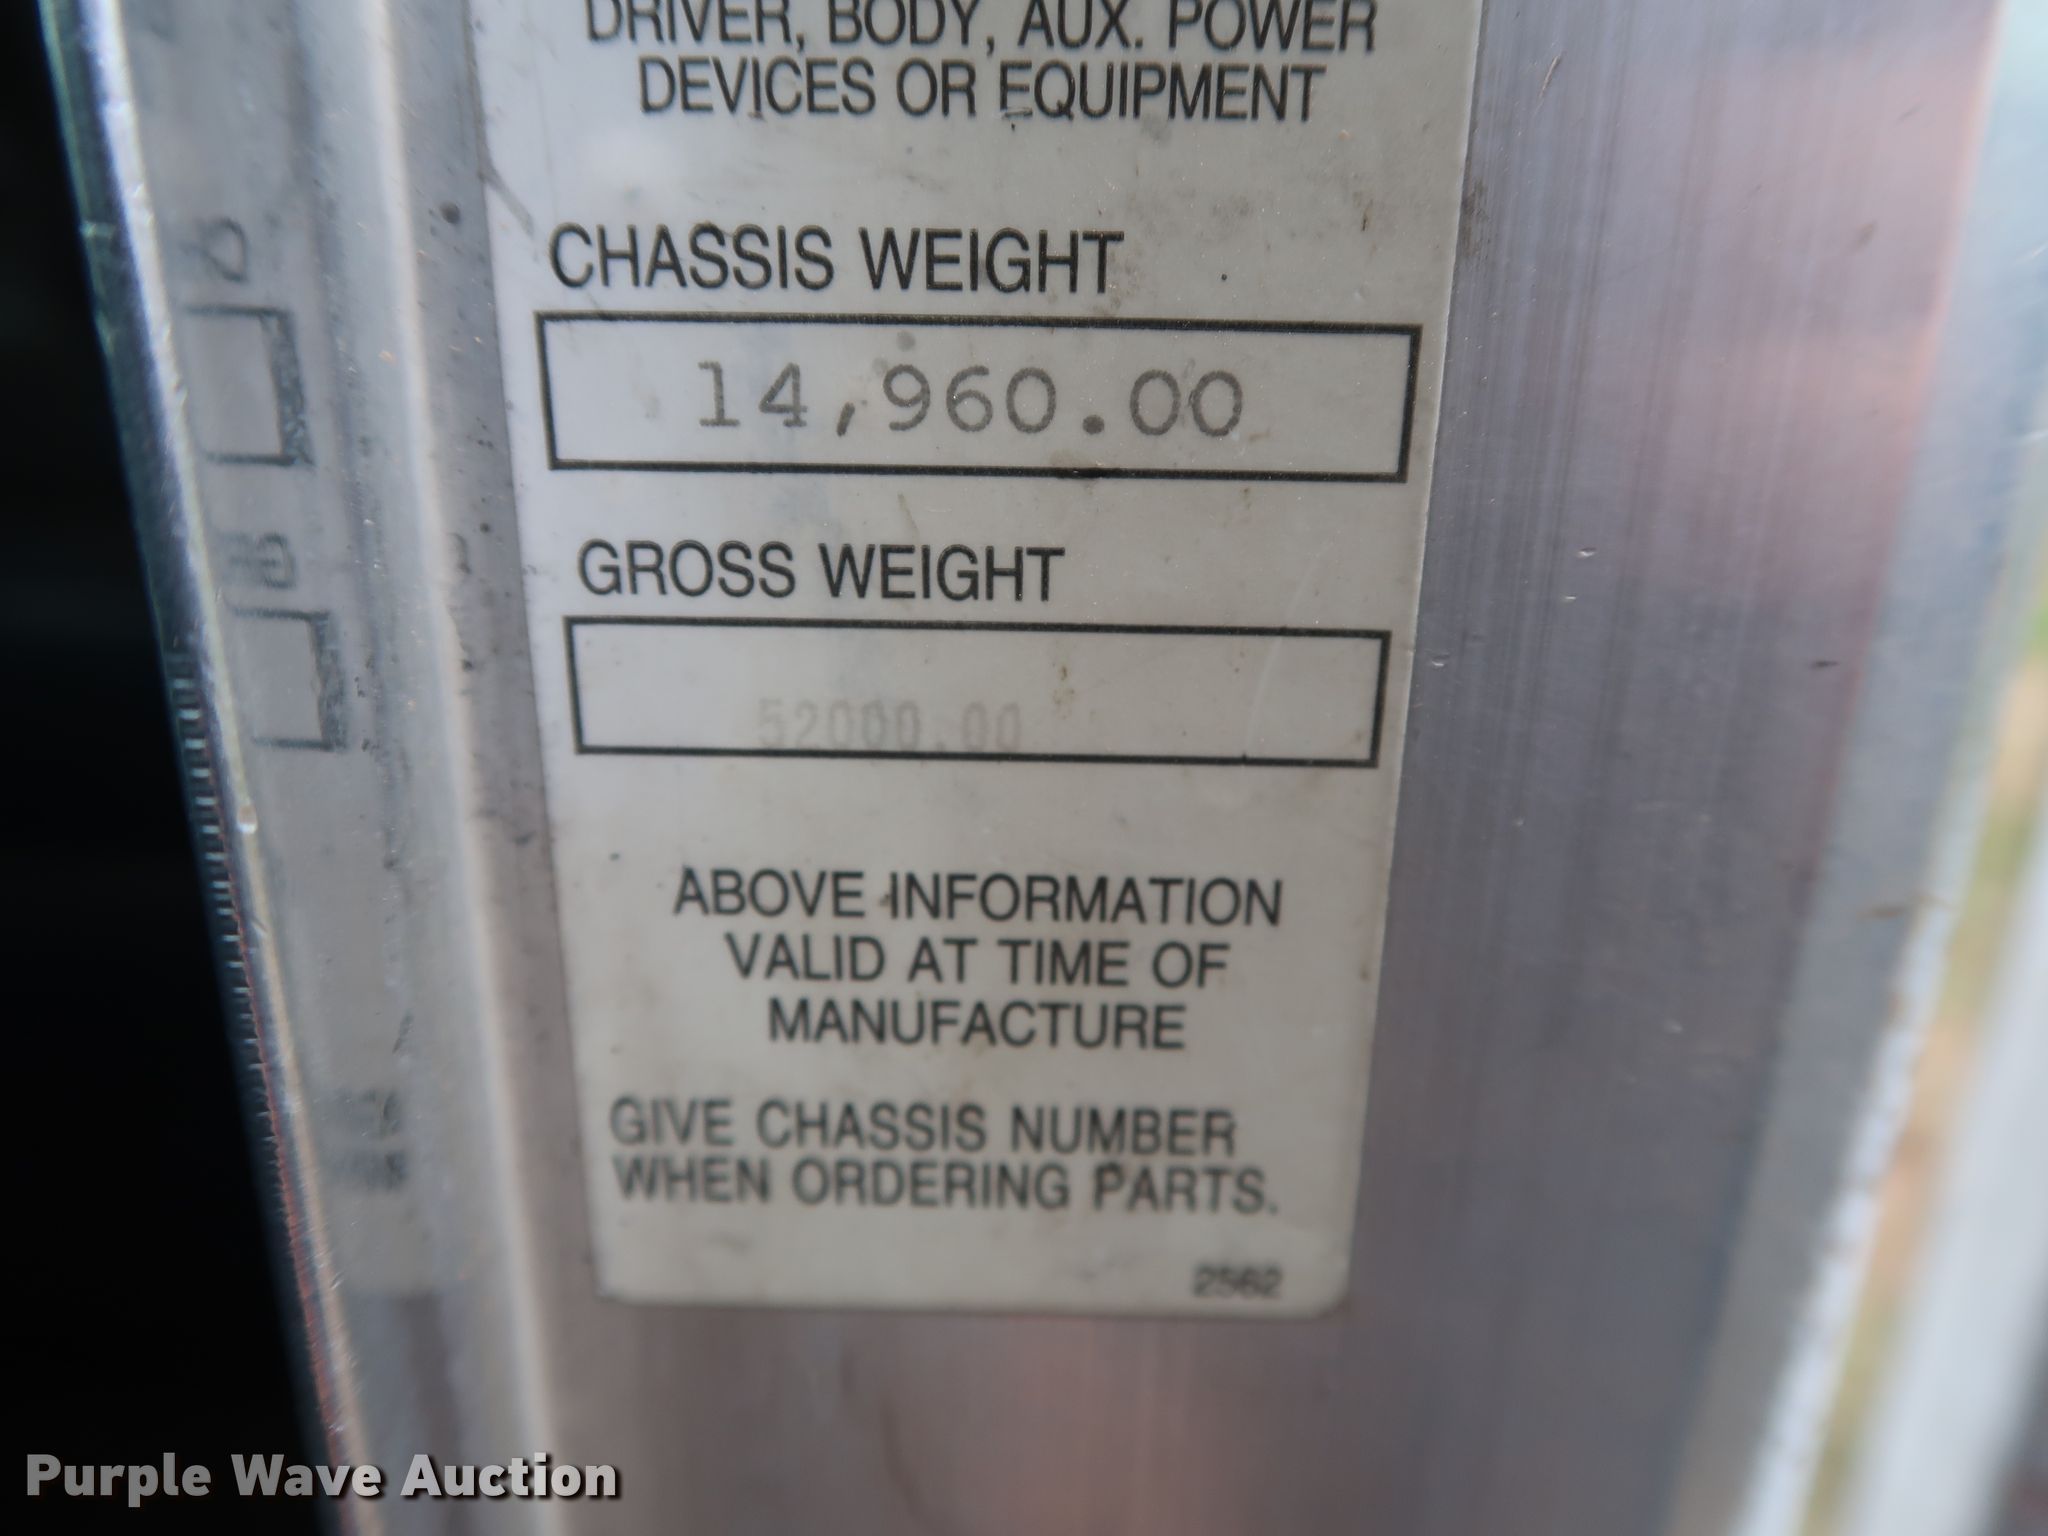 DRIVER, BODY, AUX. POWER
DEVICES OR EQUIPMENT
CHASSIS WEIGHT
14,960.00
GROSS WEIGHT
52000.00
ABOVE INFORMATION
VALID AT TIME OF
MANUFACTURE
GIVE CHASSIS NUMBER
WHEN ORDERING PARTS.
2562
Purple Wave Auction